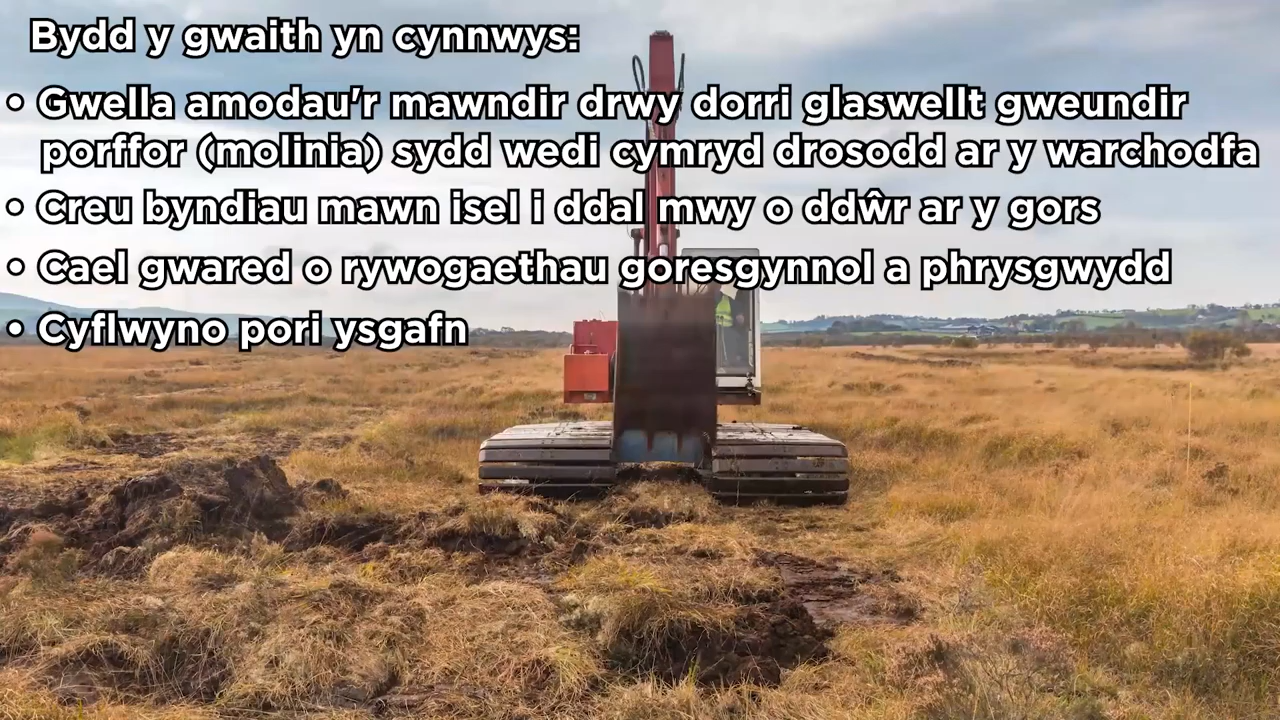 Bydd y gwaith yn cynnwys:
• Gwella amodau'r mawndir drwy dorri glaswellt gweundir
porffor (molinia) sydd wedi cymryd drosodd ar y warchodfa
• Creu byndiau mawn isel i ddal mwy o ddŵr ar y gors
• Cael gwared o rywogaethau goresgynnol a phrysgwydd
• Cyflwyno pori ysgafn